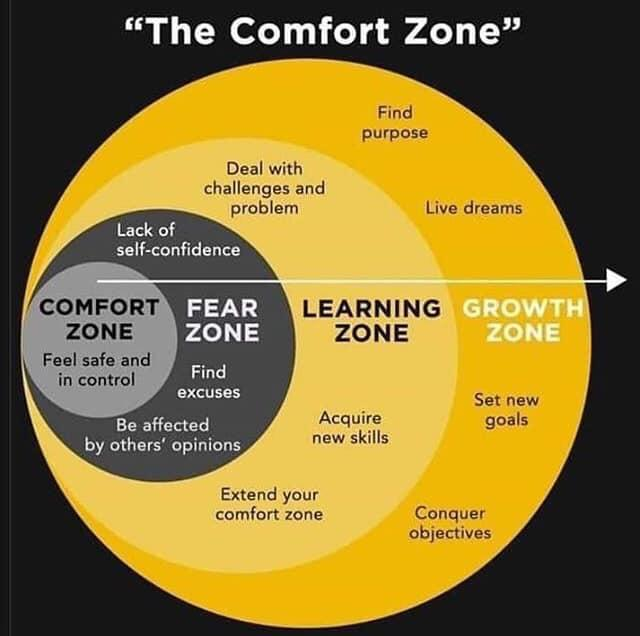 “The Comfort Zone”
Find
purpose
Deal with
challenges and
problem
Live dreams
Lack of
self-confidence
COMFORT
ZONE
Feel safe and
in control
FEAR
ZONE
Find
excuses
Be affected
by others’ opinions
LEARNING
ZONE
Acquire
new skills
Extend your
comfort zone
GROWTH
ZONE
Set new
goals
Conquer
objectives